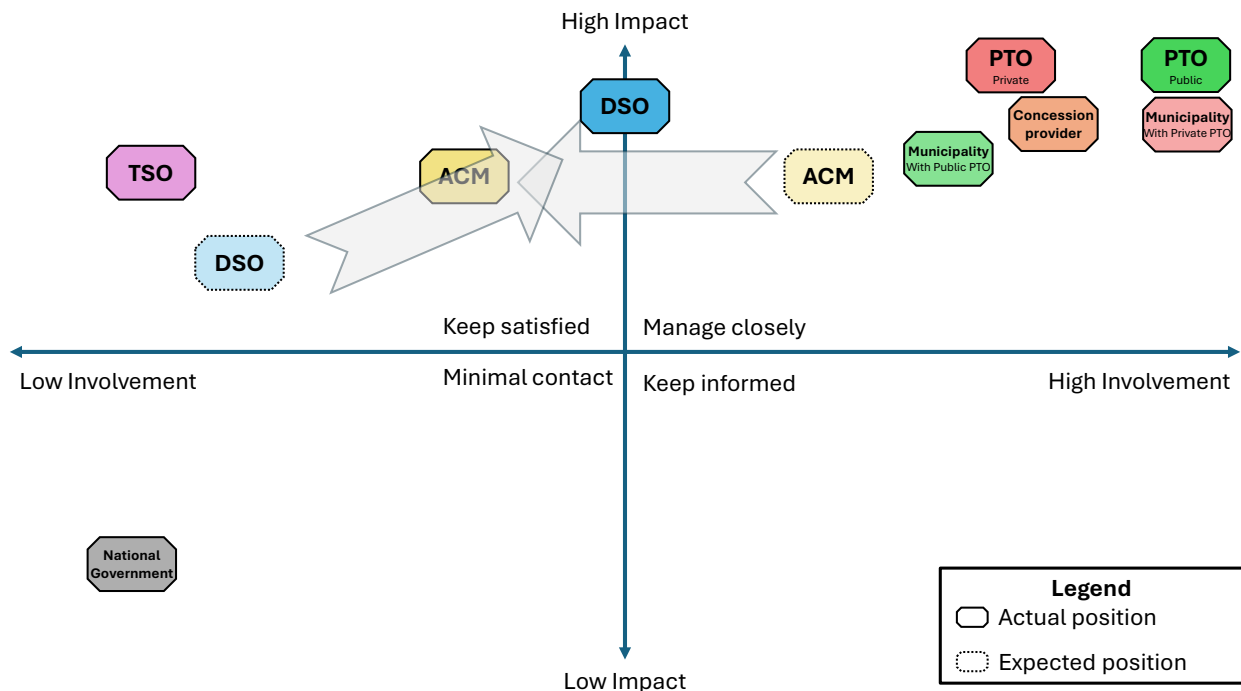 High Impact
PTO
Private
PTO
Public
DSO
Concession
provider
Municipality
With Private PTO
Municipality
With Public PTO
TSO
ACM
ACM
DSO
Keep satisfied
Manage closely
Low Involvement
Minimal contact
Keep informed
High Involvement
National
Government
Legend
Actual position
Expected position
Low Impact